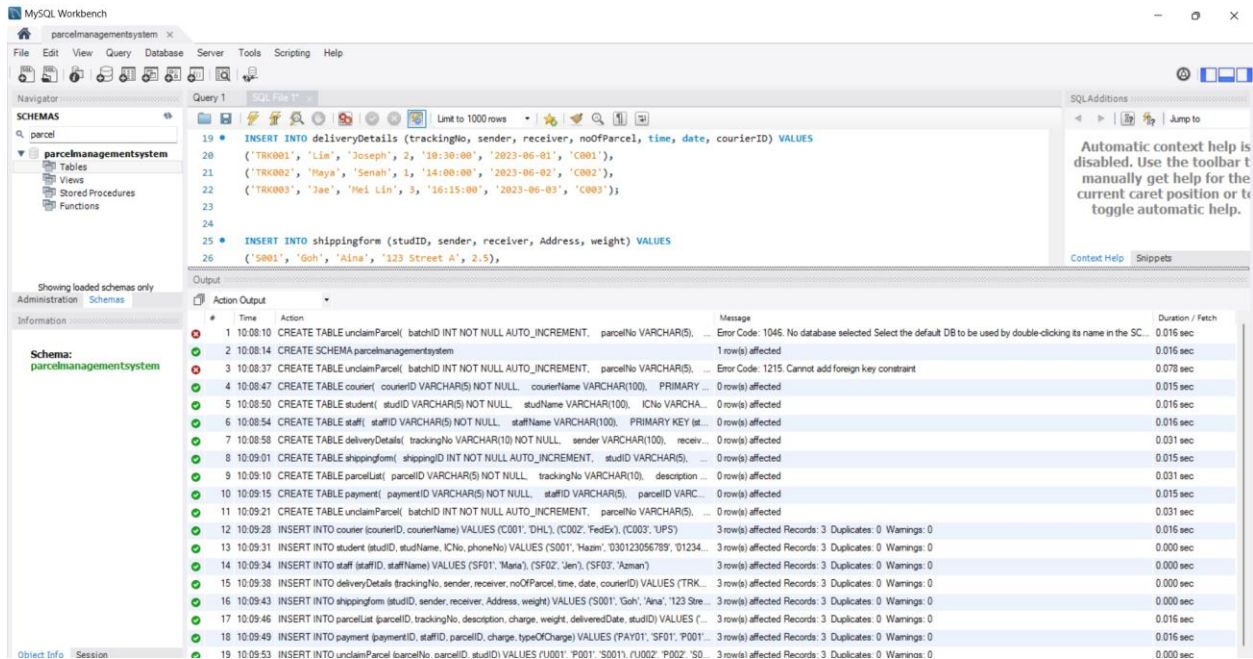 MySQL Workbench
parcelmanagementsystem
File Edit View Query Database Server Tools Scripting Help
Navigator
SCHEMAS
parcel
parcelmanagementsystem
Tables
Views
Stored Procedures
Functions
Showing loaded schemas only
Administration Schemas
Information
Schema:
parcelmanagementsystem
Object Info Session
Query 1 SQL File 1*
Limit to 1000 rows
19 INSERT INTO deliveryDetails (trackingNo, sender, receiver, noOfParcel, time, date, courierID) VALUES
20 ('TRK001', 'Lim', 'Joseph', 2, '10:30:00', '2023-06-01', 'C001'),
21 ('TRK002', 'Maya', 'Senah', 1, '14:00:00', '2023-06-02', 'C002'),
22 ('TRK003', 'Jae', 'Mei Lin', 3, '16:15:00', '2023-06-03', 'C003');
23
24
25 INSERT INTO shippingform (studID, sender, receiver, Address, weight) VALUES
26 ('S001', 'Goh', 'Aina', '123 Street A', 2.5),
SQLAdditions
Jump to
Automatic context help is
disabled. Use the toolbar t
manually get help for the
current caret position or t
toggle automatic help.
Context Help Snippets
Output
Action Output
# Time Action Message Duration / Fetch
1 10:08:10 CREATE TABLE unclaimParcel( batchID INT NOT NULL AUTO_INCREMENT, parcelNo VARCHAR(5), ... Error Code: 1046. No database selected Select the default DB to be used by double-clicking its name in the SC... 0.016 sec
2 10:08:14 CREATE SCHEMA parcelmanagementsystem 1 row(s) affected 0.016 sec
3 10:08:37 CREATE TABLE unclaimParcel( batchID INT NOT NULL AUTO_INCREMENT, parcelNo VARCHAR(5), ... Error Code: 1215. Cannot add foreign key constraint 0.078 sec
4 10:08:47 CREATE TABLE courier( courierID VARCHAR(5) NOT NULL, courierName VARCHAR(100), PRIMARY ... 0 row(s) affected 0.015 sec
5 10:08:50 CREATE TABLE student( studID VARCHAR(5) NOT NULL, studName VARCHAR(100), ICNo VARCHA... 0 row(s) affected 0.016 sec
6 10:08:54 CREATE TABLE staff( staffID VARCHAR(5) NOT NULL, staffName VARCHAR(100), PRIMARY KEY (st... 0 row(s) affected 0.016 sec
7 10:08:58 CREATE TABLE deliveryDetails( trackingNo VARCHAR(10) NOT NULL, sender VARCHAR(100), receiv... 0 row(s) affected 0.031 sec
8 10:09:01 CREATE TABLE shippingform( shippingID INT NOT NULL AUTO_INCREMENT, studID VARCHAR(5), ... 0 row(s) affected 0.015 sec
9 10:09:10 CREATE TABLE parcelList( parcelID VARCHAR(5) NOT NULL, trackingNo VARCHAR(10), description ... 0 row(s) affected 0.031 sec
10 10:09:15 CREATE TABLE payment( paymentID VARCHAR(5) NOT NULL, staffID VARCHAR(5), parcelID VARC... 0 row(s) affected 0.015 sec
11 10:09:21 CREATE TABLE unclaimParcel( batchID INT NOT NULL AUTO_INCREMENT, parcelNo VARCHAR(5), ... 0 row(s) affected 0.031 sec
12 10:09:28 INSERT INTO courier (courierID, courierName) VALUES ('C001', 'DHL'), ('C002', 'FedEx'), ('C003', 'UPS') 3 row(s) affected Records: 3 Duplicates: 0 Warnings: 0 0.016 sec
13 10:09:31 INSERT INTO student (studID, studName, ICNo, phoneNo) VALUES ('S001', 'Hazim', '030123056789', '01234... 3 row(s) affected Records: 3 Duplicates: 0 Warnings: 0 0.000 sec
14 10:09:34 INSERT INTO staff (staffID, staffName) VALUES ('SF01', 'Maria'), ('SF02', 'Jen'), ('SF03', 'Azman') 3 row(s) affected Records: 3 Duplicates: 0 Warnings: 0 0.000 sec
15 10:09:38 INSERT INTO deliveryDetails (trackingNo, sender, receiver, noOfParcel, time, date, courierID) VALUES ('TRK... 3 row(s) affected Records: 3 Duplicates: 0 Warnings: 0 0.000 sec
16 10:09:43 INSERT INTO shippingform (studID, sender, receiver, Address, weight) VALUES ('S001', 'Goh', 'Aina', '123 Stre... 3 row(s) affected Records: 3 Duplicates: 0 Warnings: 0 0.000 sec
17 10:09:46 INSERT INTO parcelList (parcelID, trackingNo, description, charge, weight, deliveredDate, studID) VALUES ('... 3 row(s) affected Records: 3 Duplicates: 0 Warnings: 0 0.016 sec
18 10:09:49 INSERT INTO payment (paymentID, staffID, parcelID, charge, typeOfCharge) VALUES ('PAY01', 'SF01', 'P001'... 3 row(s) affected Records: 3 Duplicates: 0 Warnings: 0 0.016 sec
19 10:09:53 INSERT INTO unclaimParcel (parcelNo, parcelID, studID) VALUES ('U001', 'P001', 'S001'), ('U002', 'P002', 'S0... 3 row(s) affected Records: 3 Duplicates: 0 Warnings: 0 0.000 sec